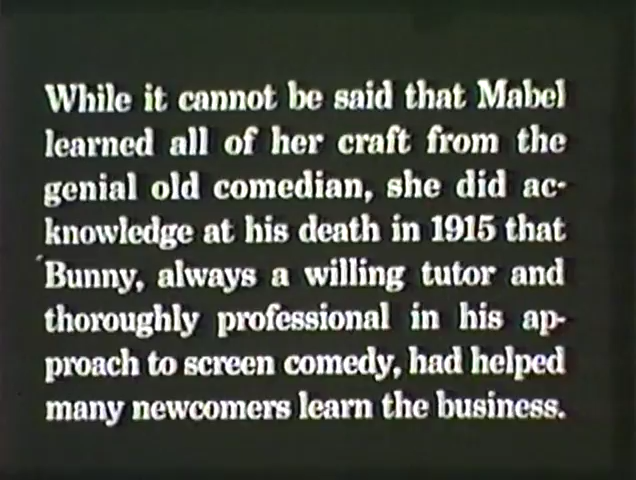 While it cannot be said that Mabel
learned all of her craft from the
genial old comedian, she did ac-
knowledge at his death in 1915 that
Bunny, always a willing tutor and
thoroughly professional in his ap-
proach to screen comedy, had helped
many newcomers learn the business.